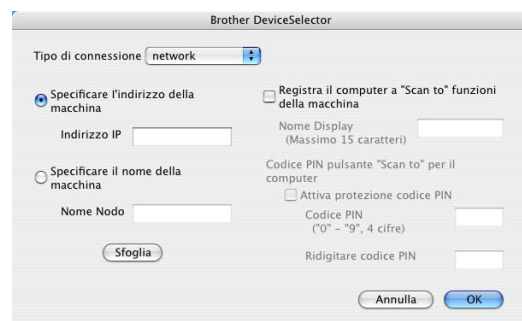 Brother DeviceSelector
Tipo di connessione network
Specificare l'indirizzo della
macchina
Indirizzo IP
Specificare il nome della
macchina
Nome Nodo
Sfoglia
Registra il computer a "Scan to" funzioni
della macchina
Nome Display
(Massimo 15 caratteri)
Codice PIN pulsante "Scan to" per il
computer
Attiva protezione codice PIN
Codice PIN
("0" – "9", 4 cifre)
Ridigitare codice PIN
Annulla
OK